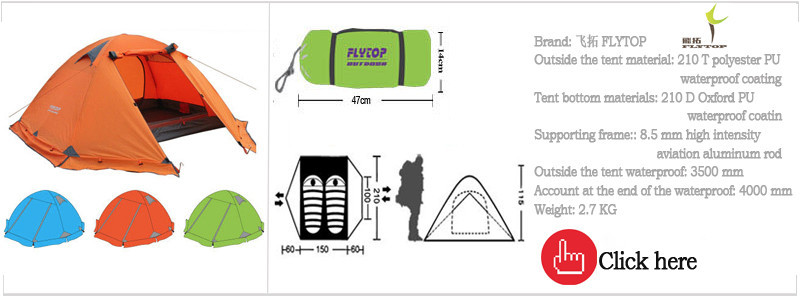 FLYTOP
OUTDOOR
14cm
47cm
210
100
60
150
60
105
熊拓
FLYTOP
Brand: 飞拓 FLYTOP
Outside the tent material: 210 T polyester PU
waterproof coating
Tent bottom materials: 210 D Oxford PU
waterproof coatin
Supporting frame:: 8.5 mm high intensity
aviation aluminum rod
Outside the tent waterproof: 3500 mm
Account at the end of the waterproof: 4000 mm
Weight: 2.7 KG
Click here